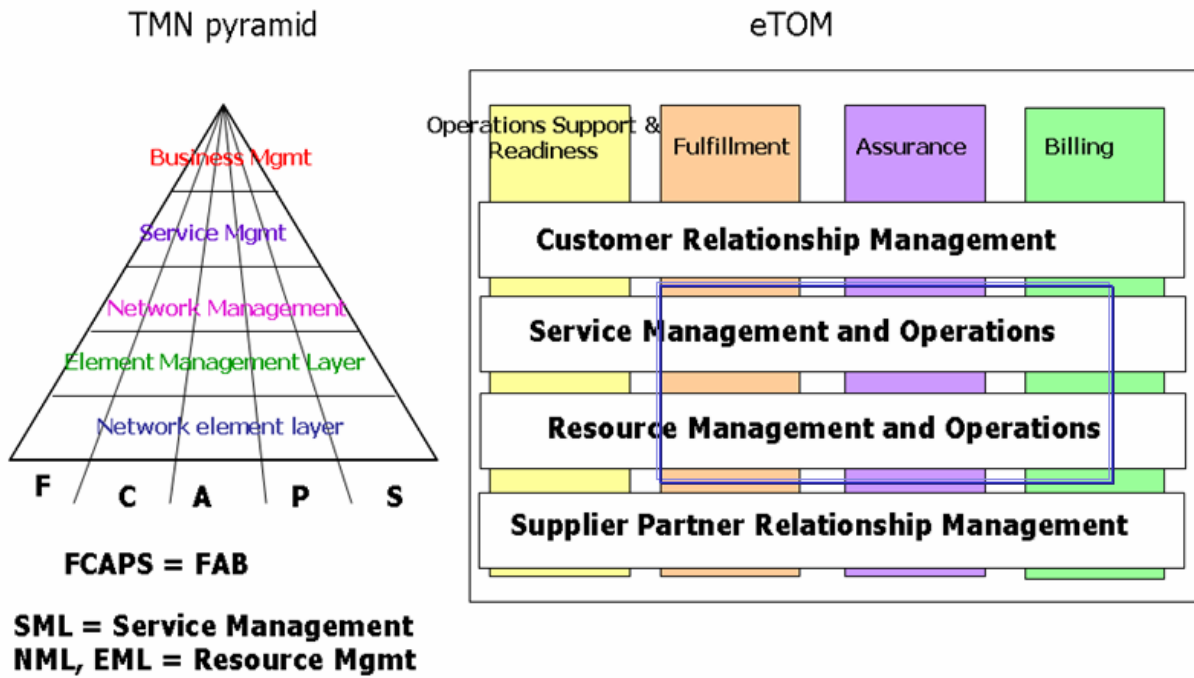 TMN pyramid
eTOM
Business Mgmt
Service Mgmt
Network Management
Element Management Layer
Network element layer
F
C
A
P
S
FCAPS = FAB
SML = Service Management
NML, EML = Resource Mgmt
Operations Support &
Readiness
Fulfillment
Assurance
Billing
Customer Relationship Management
Service Management and Operations
Resource Management and Operations
Supplier Partner Relationship Management